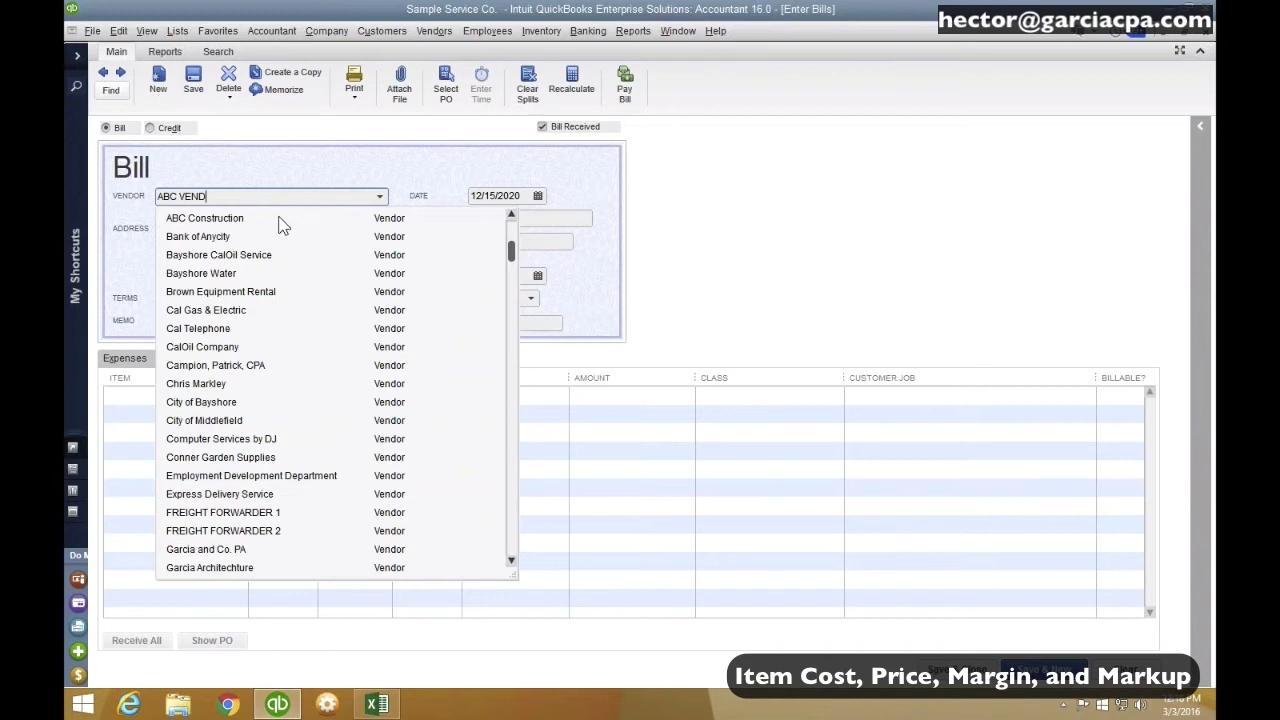 Sample Service Co. - Intuit QuickBooks Enterprise Solutions: Accountant 16.0 - [Enter Bills]
hector@garciacpa.com
File Edit View Lists Favorites Accountant Company Customers Vendors Employees Inventory Banking Reports Window Help
Main Reports Search
Find New Save Delete Create a Copy Memorize Print Attach File Select PO Enter Time Clear Splits Recalculate Pay Bill
Bill Credit Bill Received
Bill
VENDOR ABC VEND DATE 12/15/2020
ABC Construction Vendor
ADDRESS
Bank of Anycity Vendor
Bayshore CalOil Service Vendor
Bayshore Water Vendor
Brown Equipment Rental Vendor
TERMS
Cal Gas & Electric Vendor
MEMO
Cal Telephone Vendor
CalOil Company Vendor
Expenses
Campion, Patrick, CPA Vendor
ITEM AMOUNT CLASS CUSTOMER:JOB BILLABLE?
Chris Markley Vendor
City of Bayshore Vendor
City of Middlefield Vendor
Computer Services by DJ Vendor
Conner Garden Supplies Vendor
Employment Development Department Vendor
Express Delivery Service Vendor
FREIGHT FORWARDER 1 Vendor
FREIGHT FORWARDER 2 Vendor
Garcia and Co. PA Vendor
Garcia Architechture Vendor
My Shortcuts
Do M
Receive All Show PO
Item Cost, Price, Margin, and Markup
3/3/2016